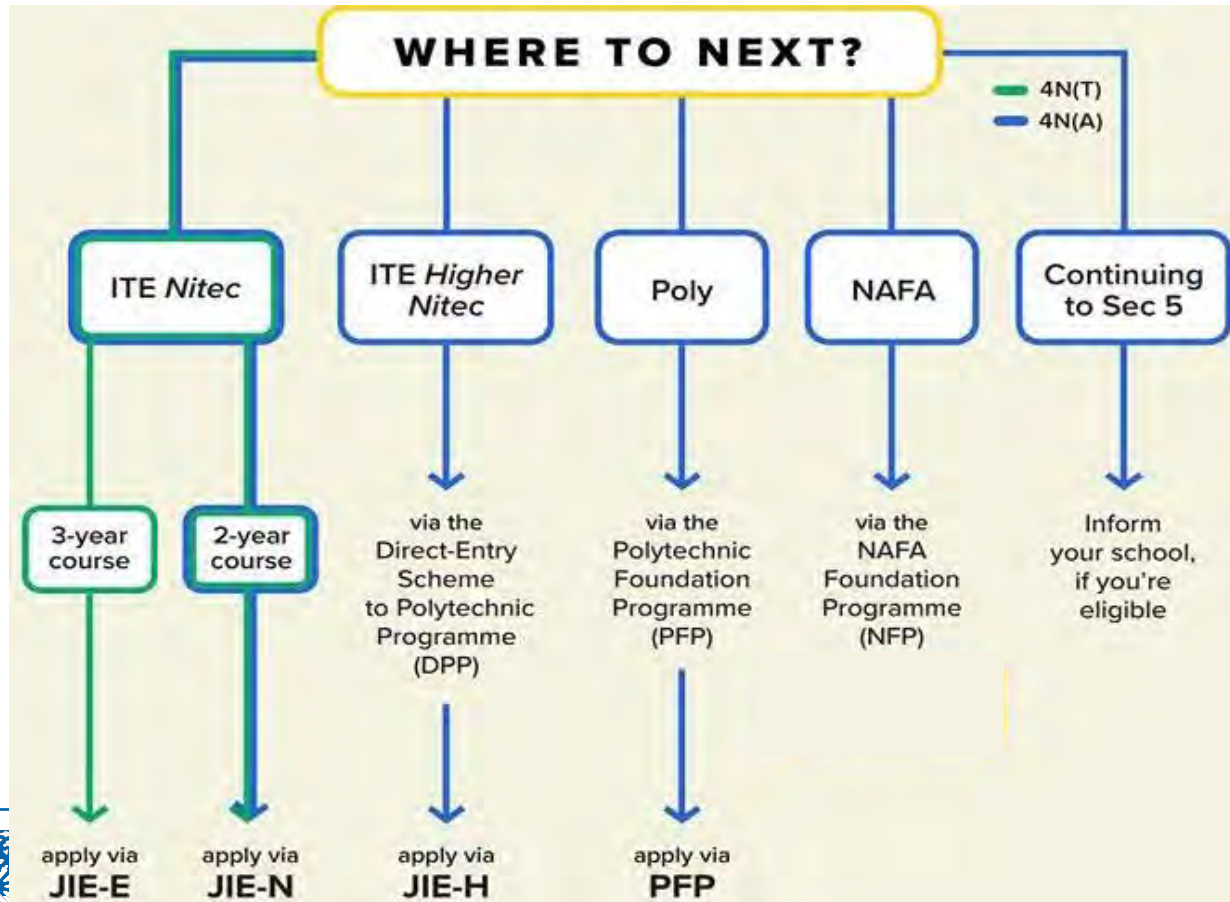 WHERE TO NEXT?
4N(T)
4N(A)
ITE Nitec
ITE Higher
Nitec
Poly
NAFA
Continuing
to Sec 5
3-year
course
2-year
course
via the
Direct-Entry
Scheme
to Polytechnic
Programme
(DPP)
via the
Polytechnic
Foundation
Programme
(PFP)
via the
NAFA
Foundation
Programme
(NFP)
Inform
your school,
if you're
eligible
apply via
JIE-E
apply via
JIE-N
apply via
JIE-H
apply via
PFP